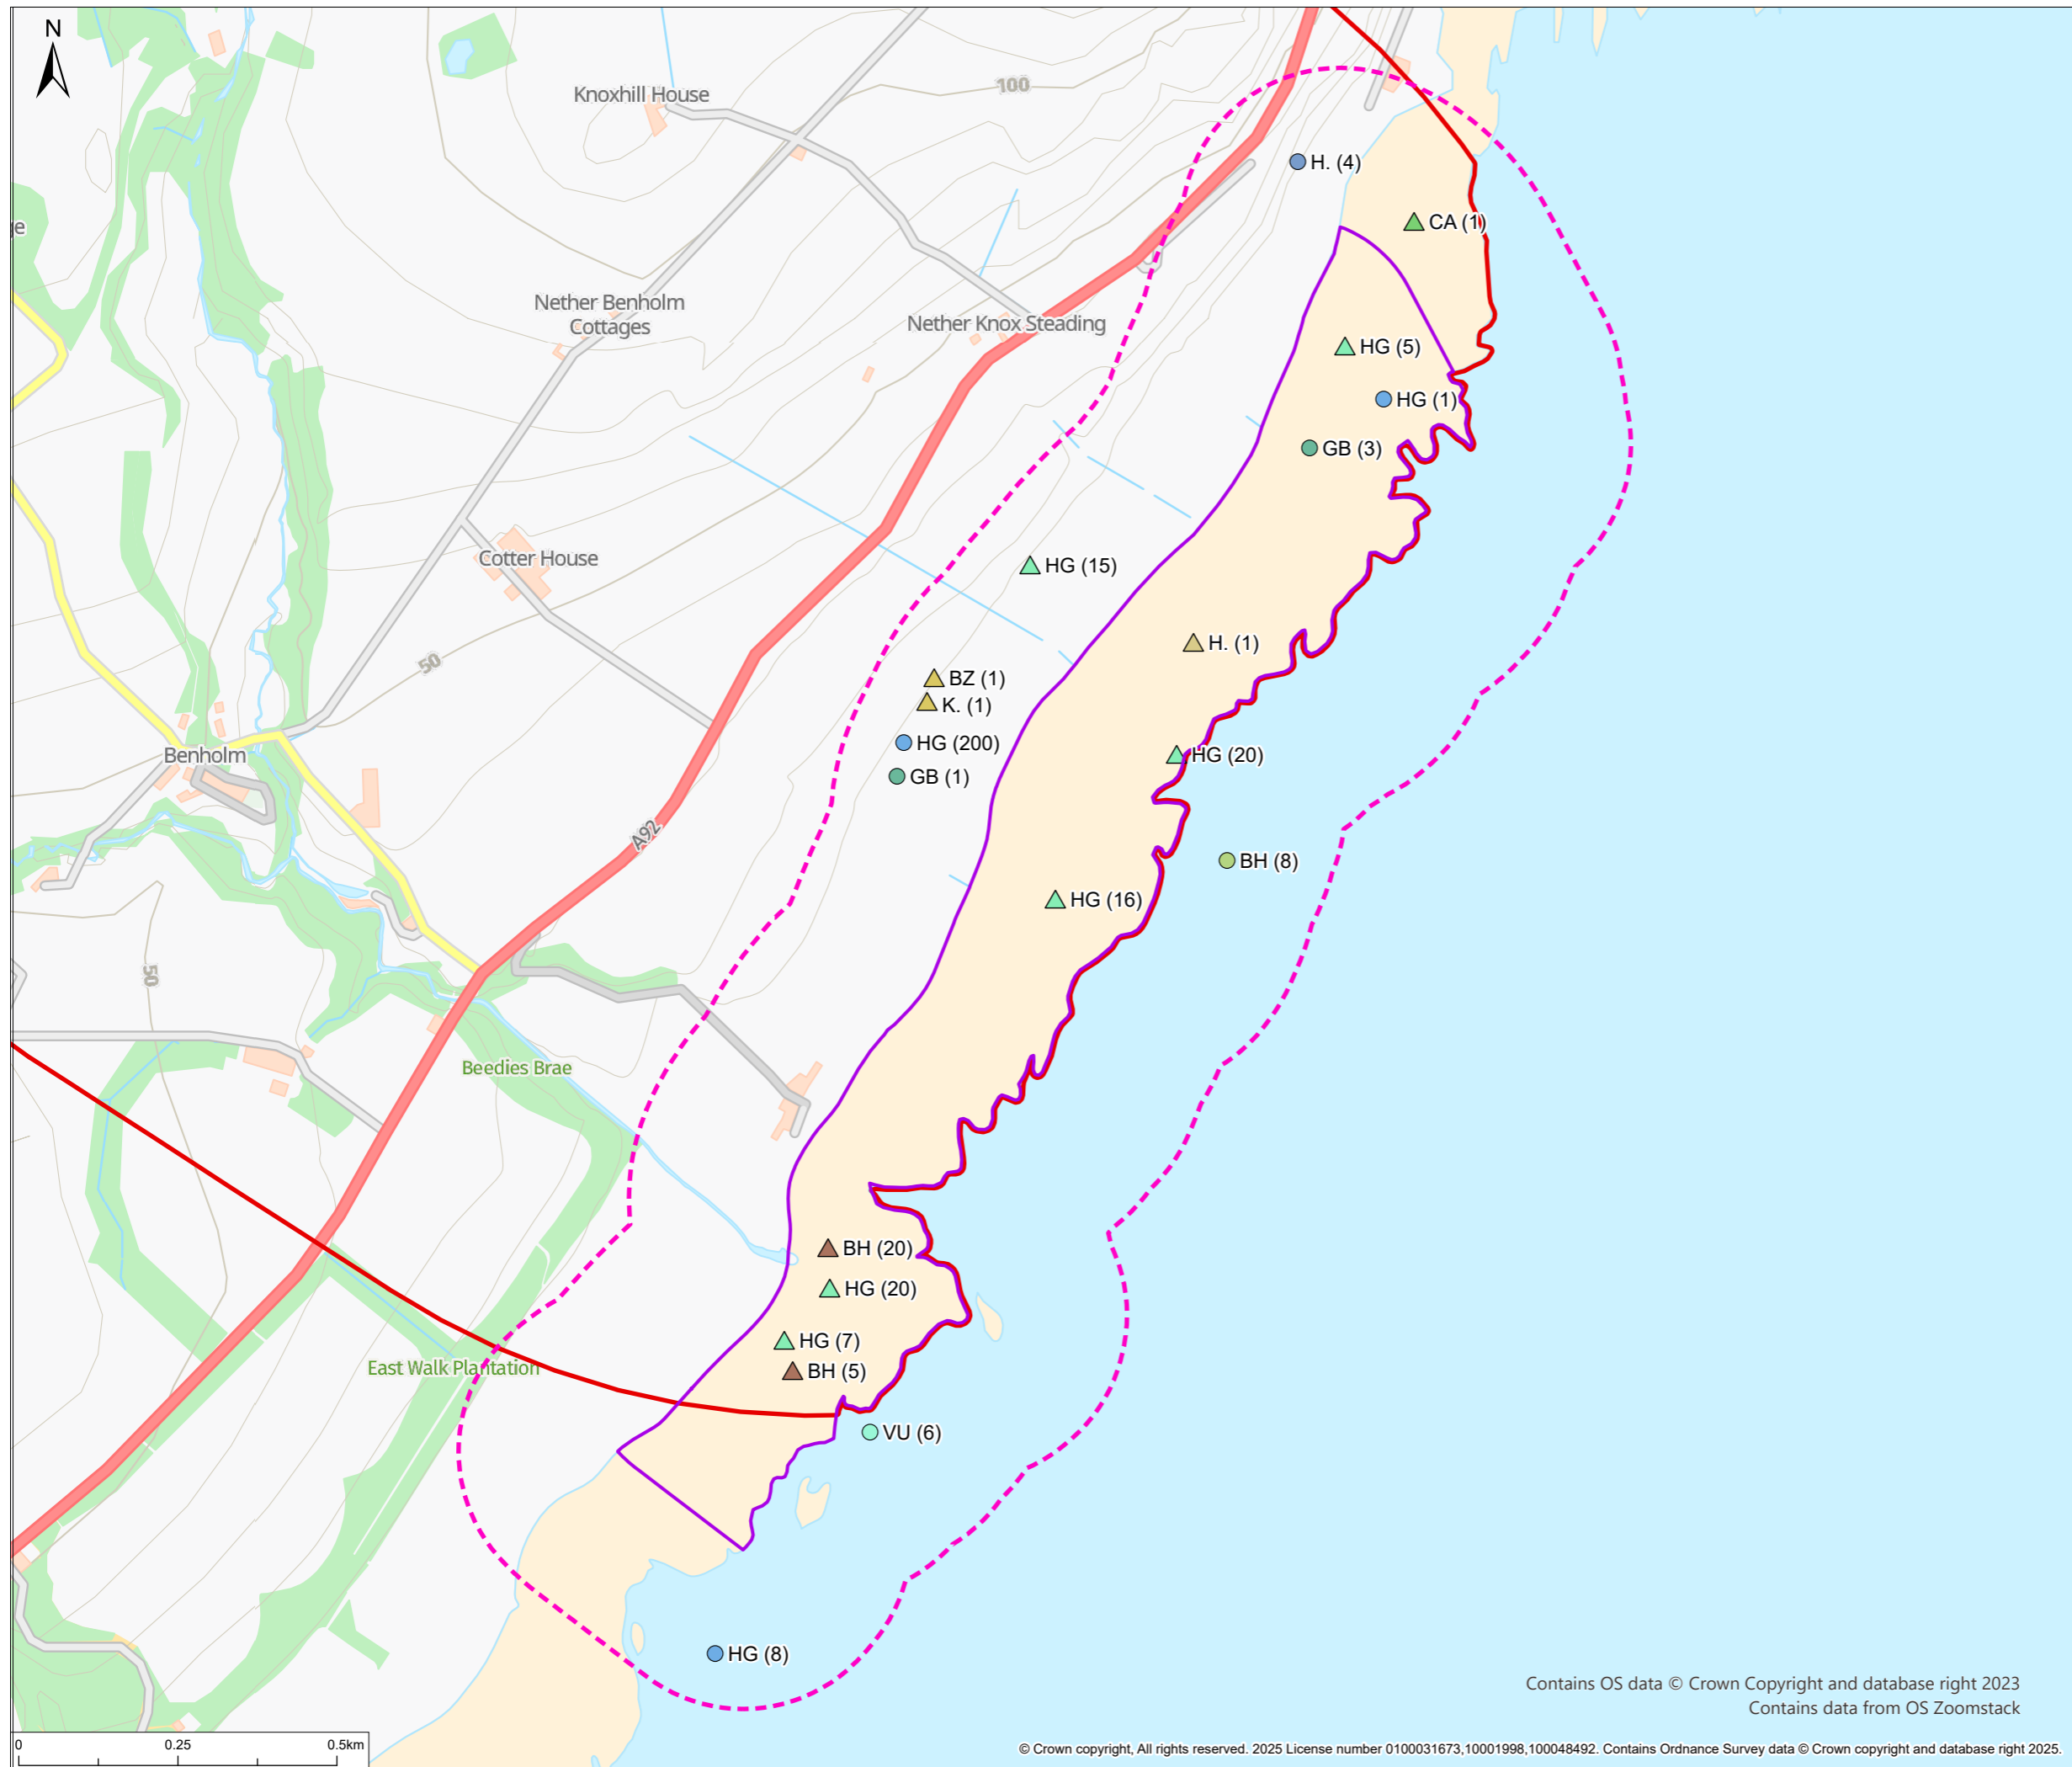 N
Knoxhill House
100
H. (4)
ge
CA (1)
Nether Benholm
Cottages
Nether Knox Steading
HG (5)
HG (1)
GB (3)
Cotter House
HG (15)
50
H. (1)
BZ (1)
K. (1)
HG (200)
HG (20)
Benholm
GB (1)
A92
BH (8)
HG (16)
50
Beedies Brae
BH (20)
HG (20)
HG (7)
East Walk Plantation
BH (5)
VU (6)
HG (8)
Contains OS data © Crown Copyright and database right 2023
Contains data from OS Zoomstack
0 0.25 0.5km
© Crown copyright, All rights reserved. 2025 License number 0100031673,10001998,100048492. Contains Ordnance Survey data © Crown copyright and database right 2025.